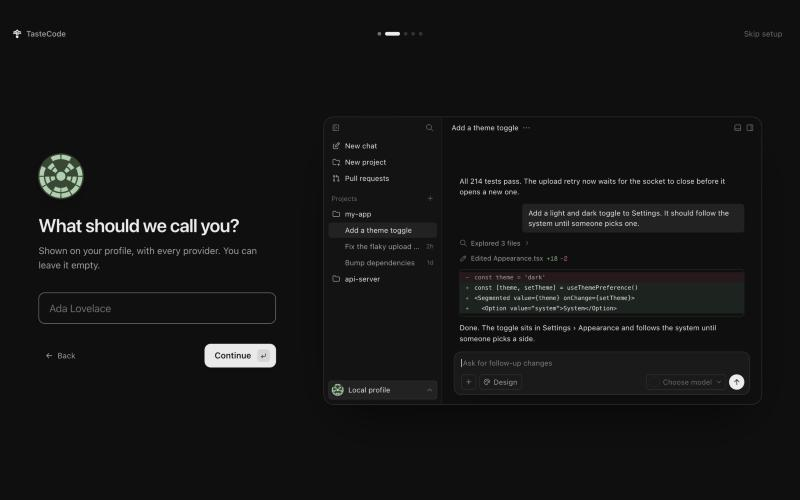 TasteCode
Skip setup
What should we call you?
Shown on your profile, with every provider. You can
leave it empty.
Ada Lovelace
Back
Continue
New chat
New project
Pull requests
Projects
my-app
Add a theme toggle
Fix the flaky upload ... 2h
Bump dependencies 1d
api-server
Local profile
Add a theme toggle ...
All 214 tests pass. The upload retry now waits for the socket to close before it
opens a new one.
Add a light and dark toggle to Settings. It should follow the
system until someone picks one.
Explored 3 files ›
Edited Appearance.tsx +18 -2
- const theme = 'dark'
+ const [theme, setTheme] = useThemePreference()
+ <Segmented value={theme} onChange={setTheme}>
+ <Option value="system">System</Option>
Done. The toggle sits in Settings › Appearance and follows the system until
someone picks a side.
Ask for follow-up changes
Design
Choose model